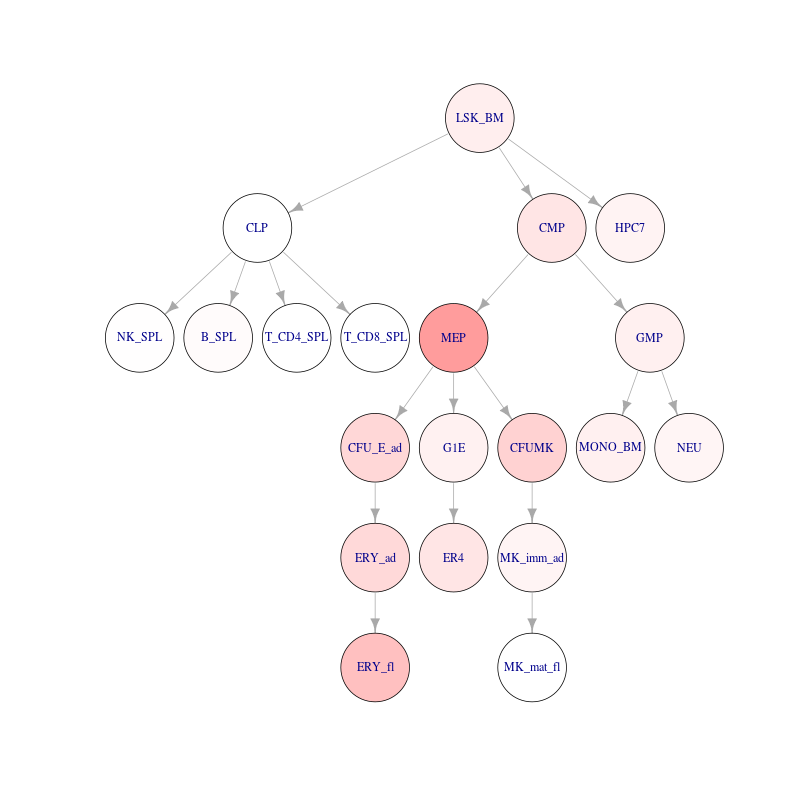 LSK_BM
CLP
CMP
HPC7
NK_SPL
B_SPL
T_CD4_SPL
T_CD8_SPL
MEP
GMP
CFU_E_ad
G1E
CFUMK
MONO_BM
NEU
ERY_ad
ER4
MK_imm_ad
ERY_fl
MK_mat_fl